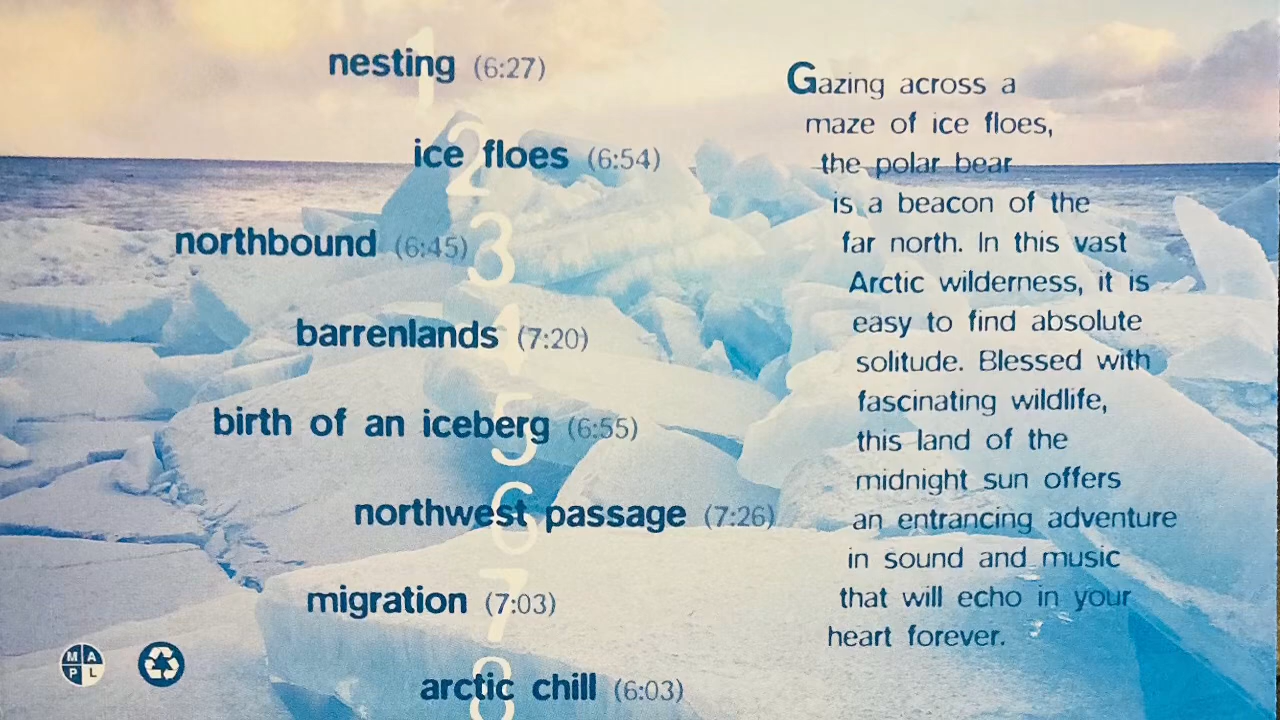 1
nesting (6:27)
2
ice floes (6:54)
3
northbound (6:45)
4
barrenlands (7:20)
5
birth of an iceberg (6:55)
6
northwest passage (7:26)
7
migration (7:03)
8
arctic chill (6:03)
Gazing across a
maze of ice floes,
the polar bear
is a beacon of the
far north. In this vast
Arctic wilderness, it is
easy to find absolute
solitude. Blessed with
fascinating wildlife,
this land of the
midnight sun offers
an entrancing adventure
in sound and music
that will echo in your
heart forever.
M A
P L